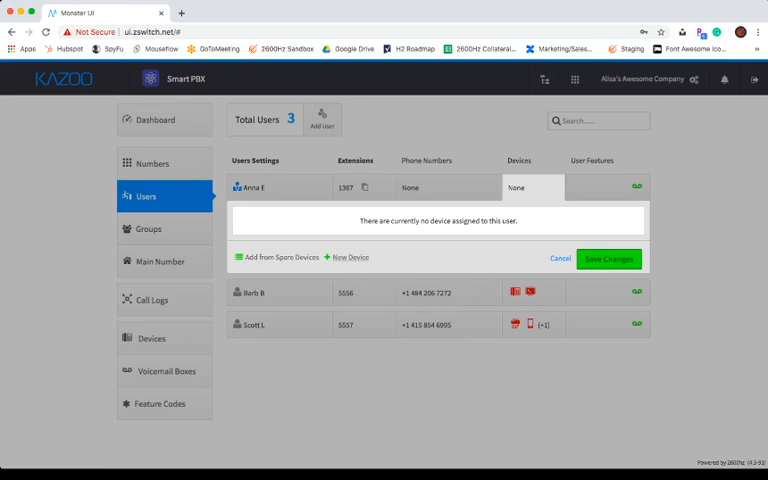 Monster UI
Not Secure ui.zswitch.net/#
Apps Hubspot SpyFu Mouseflow GoToMeeting 2600Hz Sandbox Google Drive H2 Roadmap 2600Hz Collateral... Marketing/Sales... Staging Font Awesome Ico...
KAZOO Smart PBX Alisa's Awesome Company
Dashboard
Total Users 3 Add User
Search.....
Numbers
Users
Groups
Main Number
Call Logs
Devices
Voicemail Boxes
Feature Codes
Users Settings Extensions Phone Numbers Devices User Features
Anna E 1367 None None
There are currently no device assigned to this user.
Add from Spare Devices New Device Cancel Save Changes
Barb B 5556 +1 484 206 7272
Scott L 5557 +1 415 854 6995 (+1)
Powered by 2600hz (4.3-93)